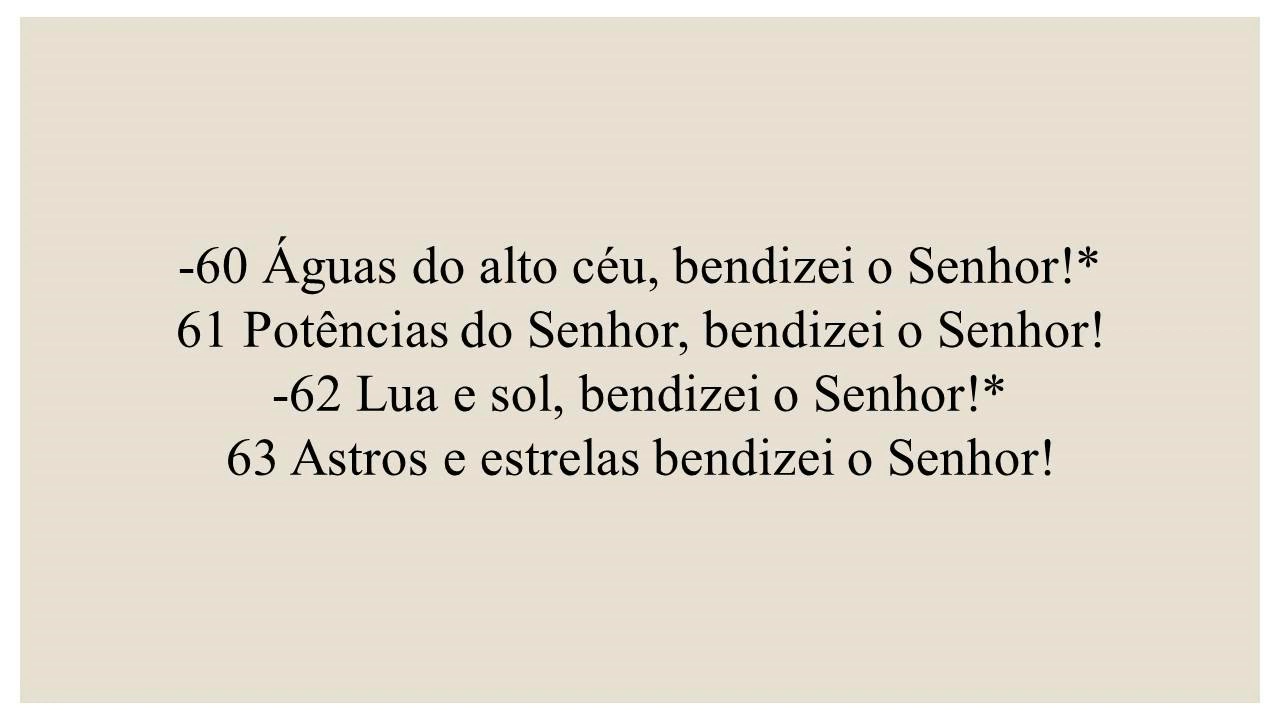 -60 Águas do alto céu, bendizei o Senhor!*
61 Potências do Senhor, bendizei o Senhor!
-62 Lua e sol, bendizei o Senhor!*
63 Astros e estrelas bendizei o Senhor!